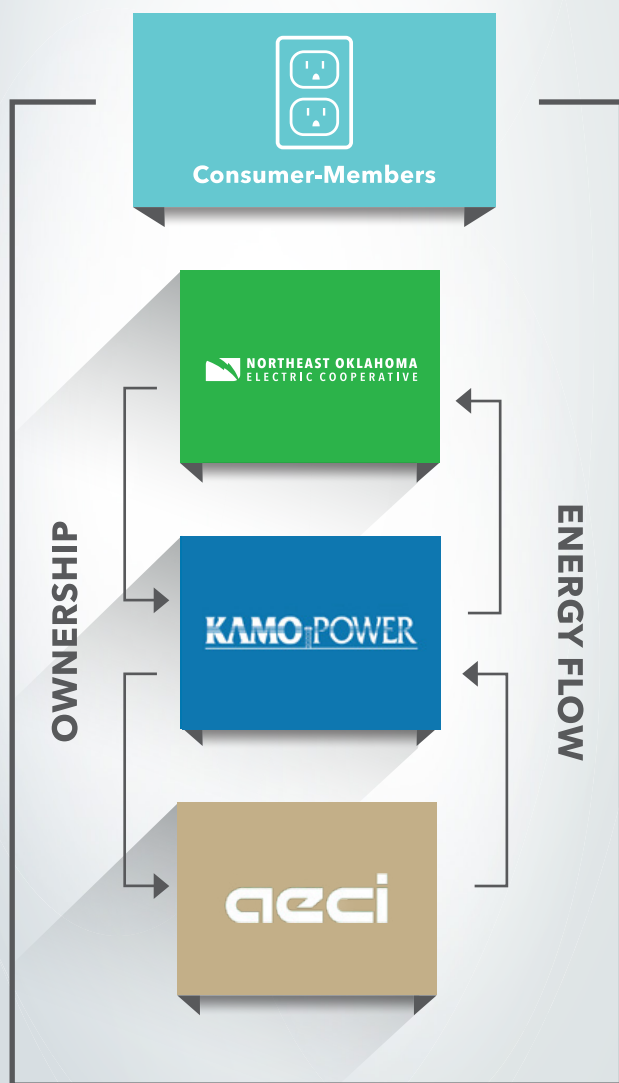 Consumer-Members
NORTHEAST OKLAHOMA
ELECTRIC COOPERATIVE
OWNERSHIP
ENERGY FLOW
KAMO POWER
aeci